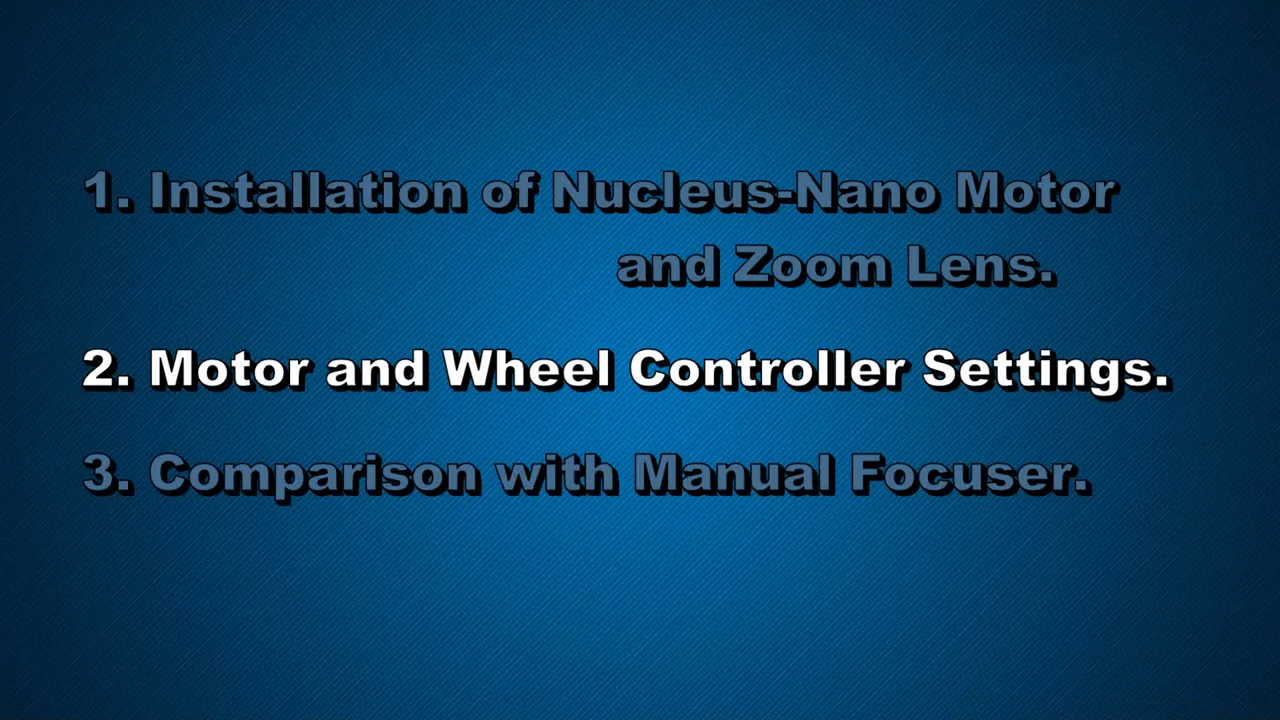 1. Installation of Nucleus-Nano Motor
and Zoom Lens.
2. Motor and Wheel Controller Settings.
3. Comparison with Manual Focuser.